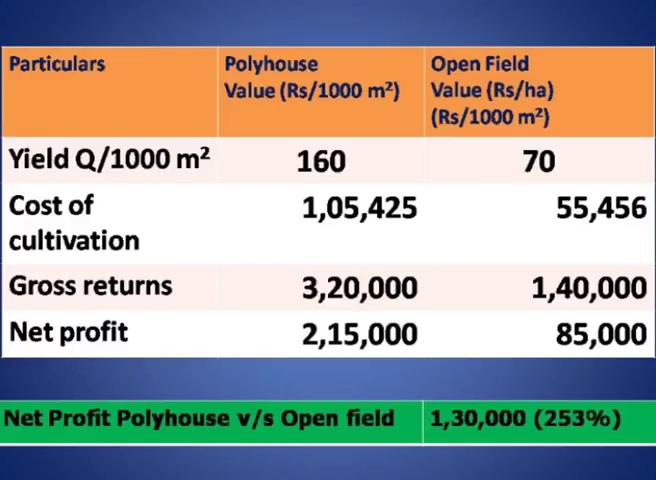 Particulars
Polyhouse
Value (Rs/1000 m²)
Open Field
Value (Rs/ha)
(Rs/1000 m²)
Yield Q/1000 m² 160 70
Cost of
cultivation 1,05,425 55,456
Gross returns 3,20,000 1,40,000
Net profit 2,15,000 85,000
Net Profit Polyhouse v/s Open field 1,30,000 (253%)